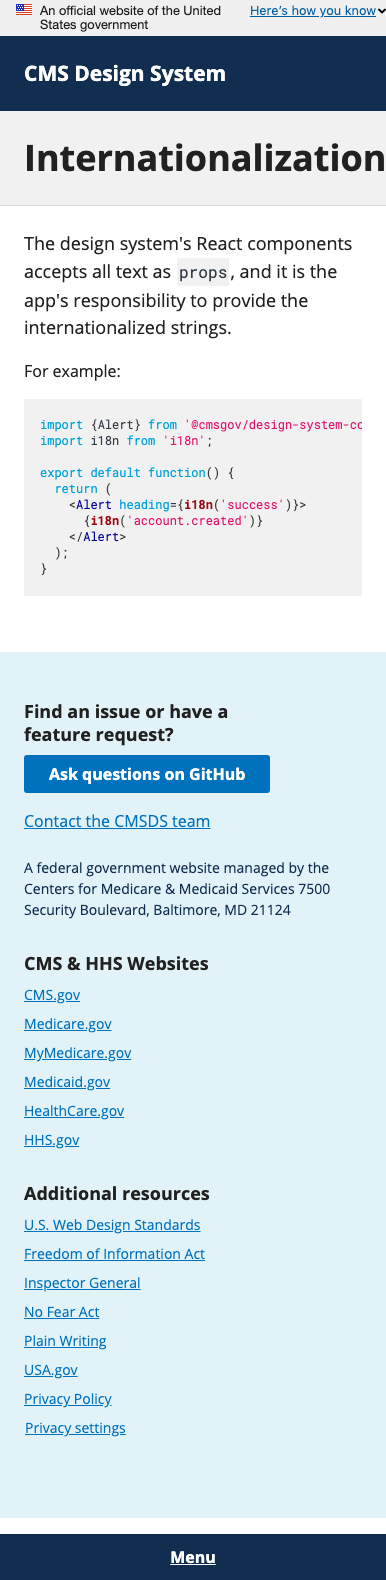 An official website of the United
States government
Here's how you know
CMS Design System
Internationalization
The design system's React components
accepts all text as props, and it is the
app's responsibility to provide the
internationalized strings.
For example:
import {Alert} from '@cmsgov/design-system-co
import i18n from 'i18n';
export default function() {
  return (
    <Alert heading={i18n('success')}>
      {i18n('account.created')}
    </Alert>
  );
}
Find an issue or have a
feature request?
Ask questions on GitHub
Contact the CMSDS team
A federal government website managed by the
Centers for Medicare & Medicaid Services 7500
Security Boulevard, Baltimore, MD 21124
CMS & HHS Websites
CMS.gov
Medicare.gov
MyMedicare.gov
Medicaid.gov
HealthCare.gov
HHS.gov
Additional resources
U.S. Web Design Standards
Freedom of Information Act
Inspector General
No Fear Act
Plain Writing
USA.gov
Privacy Policy
Privacy settings
Menu